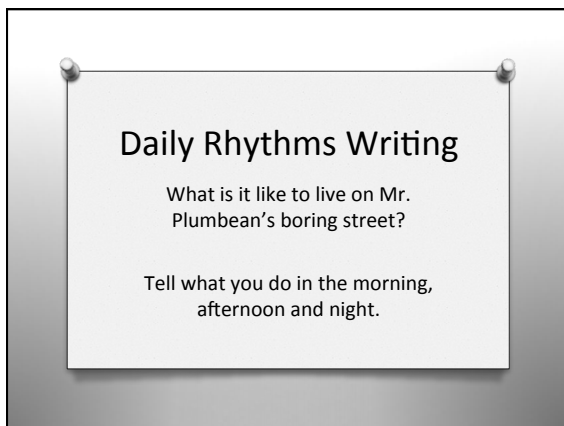 Daily Rhythms Writing
What is it like to live on Mr.
Plumbean’s boring street?
Tell what you do in the morning,
afternoon and night.